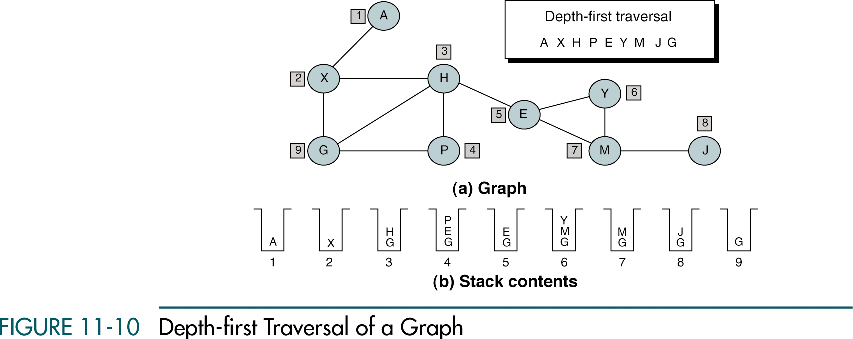 Depth-first traversal
A X H P E Y M J G
1 A
3
2 X H
Y 6
5 E
8
9 G P 4 7 M J
(a) Graph
A
X
H
G
P
E
G
E
G
Y
M
G
M
G
J
G
G
1 2 3 4 5 6 7 8 9
(b) Stack contents
FIGURE 11-10 Depth-first Traversal of a Graph